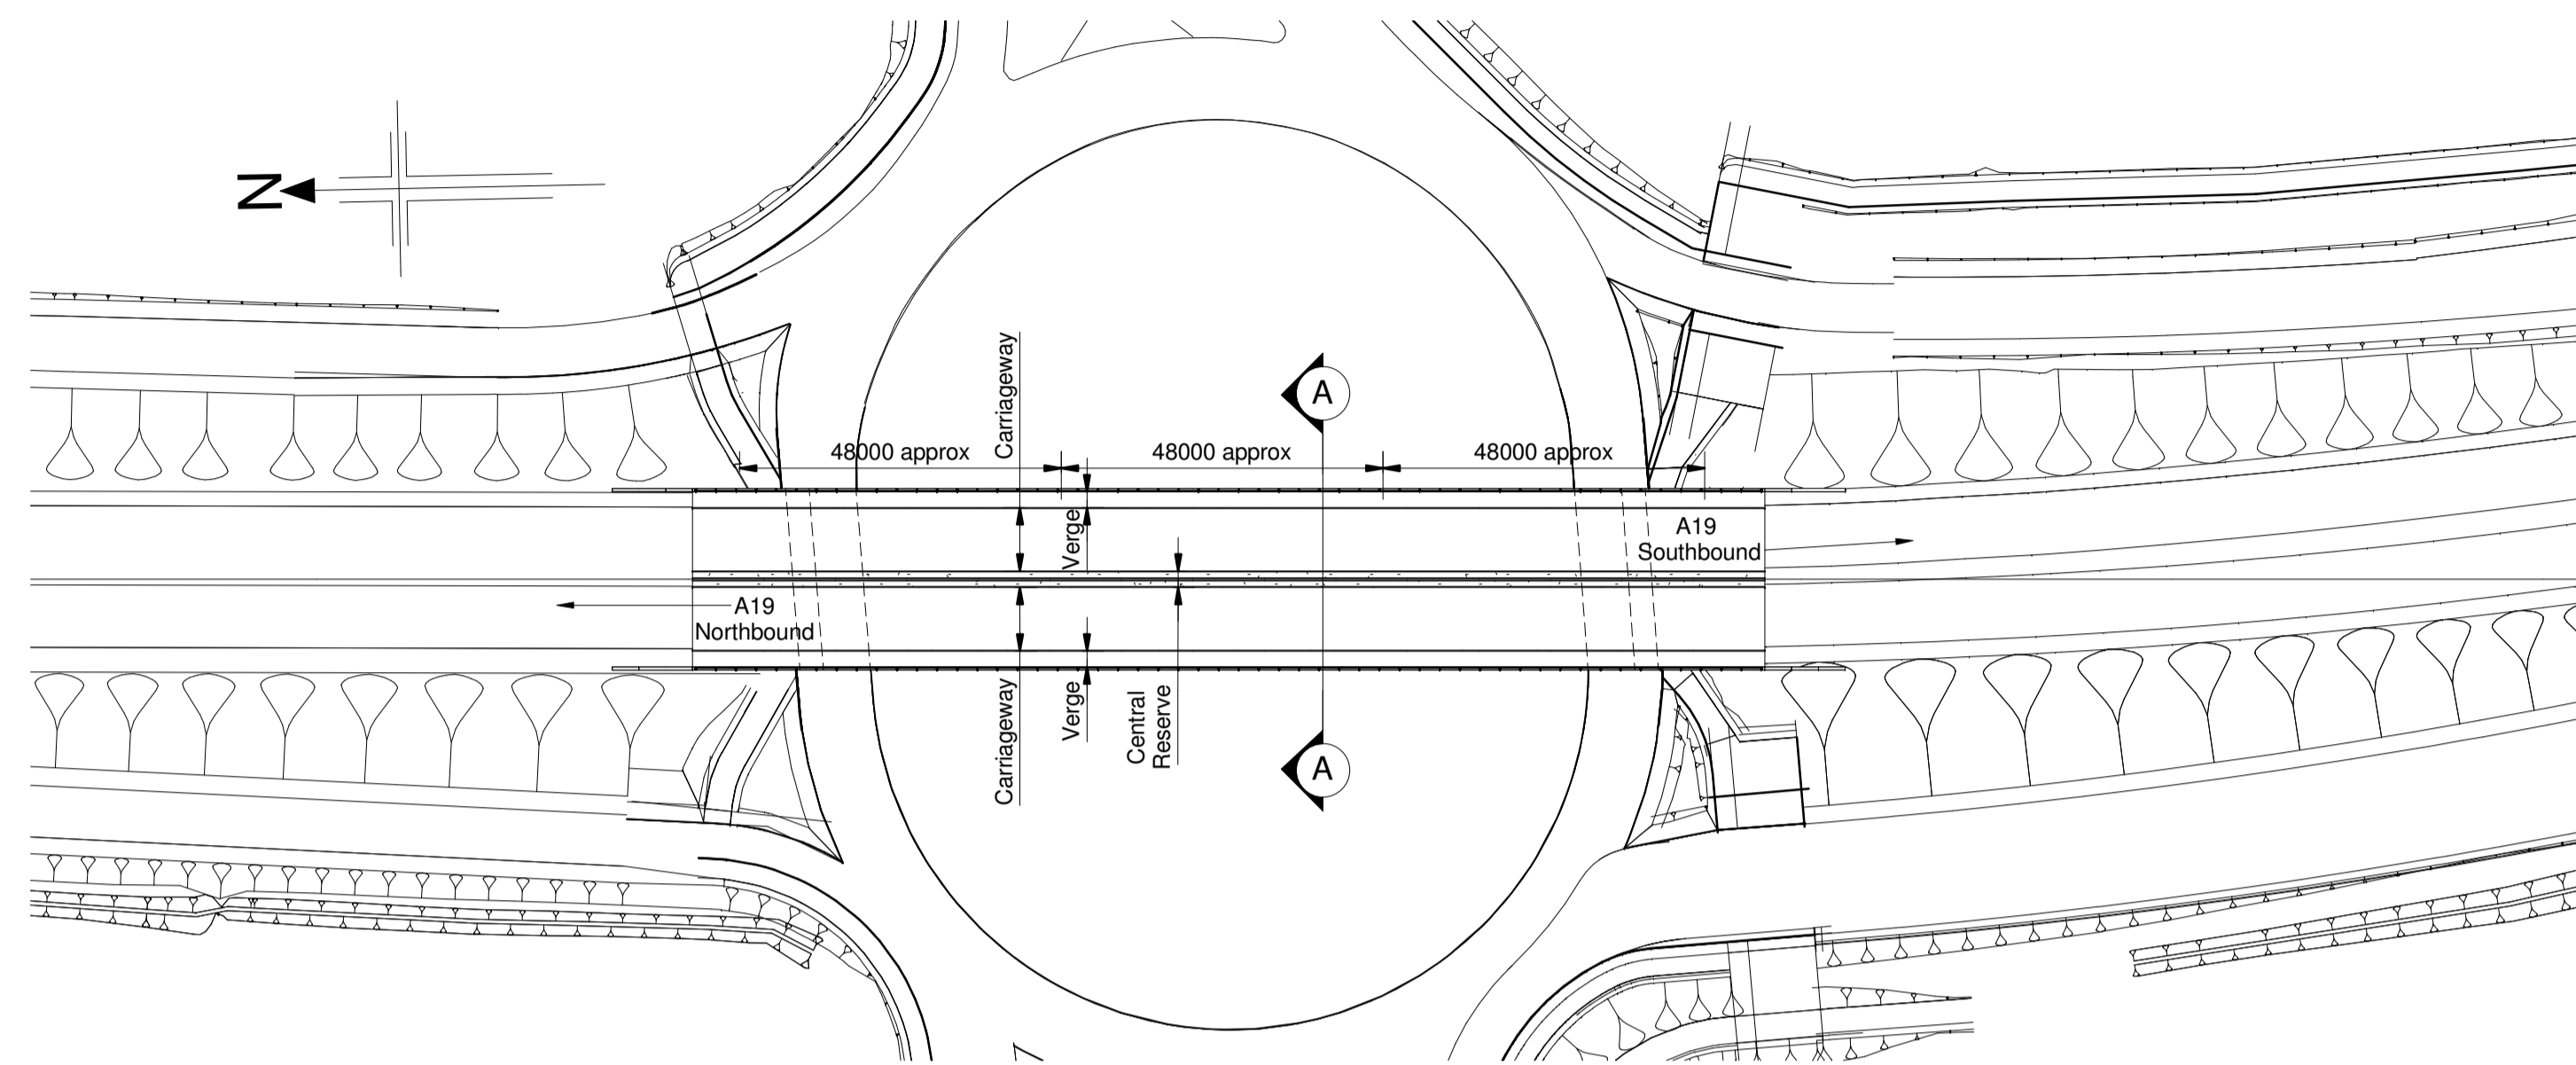 N
A
Carriageway
48000 approx
48000 approx
48000 approx
Verge
A19
Southbound
A19
Northbound
Carriageway
Verge
Central
Reserve
A